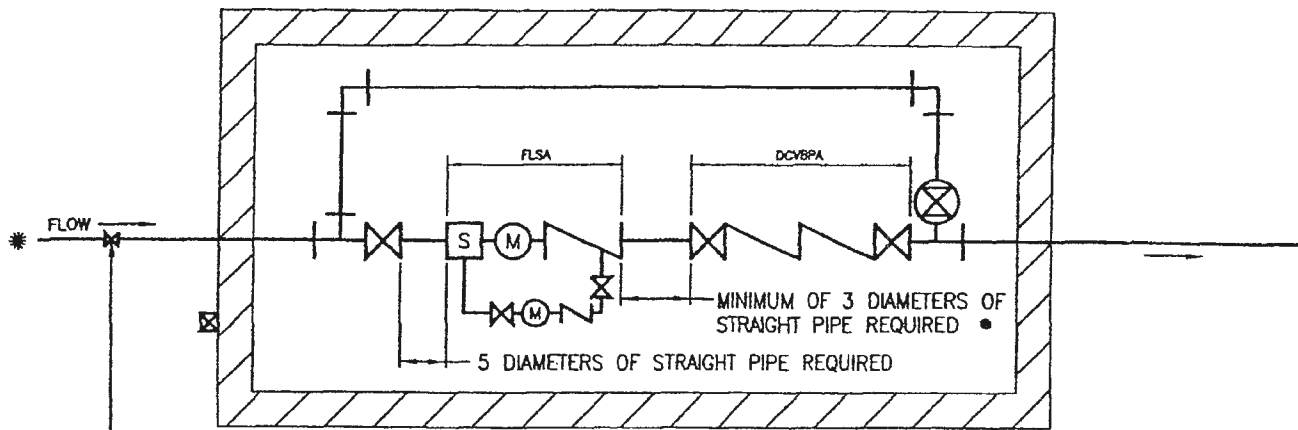 FLSA
DCVBPA
FLOW
S
M
M
MINIMUM OF 3 DIAMETERS OF
STRAIGHT PIPE REQUIRED
5 DIAMETERS OF STRAIGHT PIPE REQUIRED